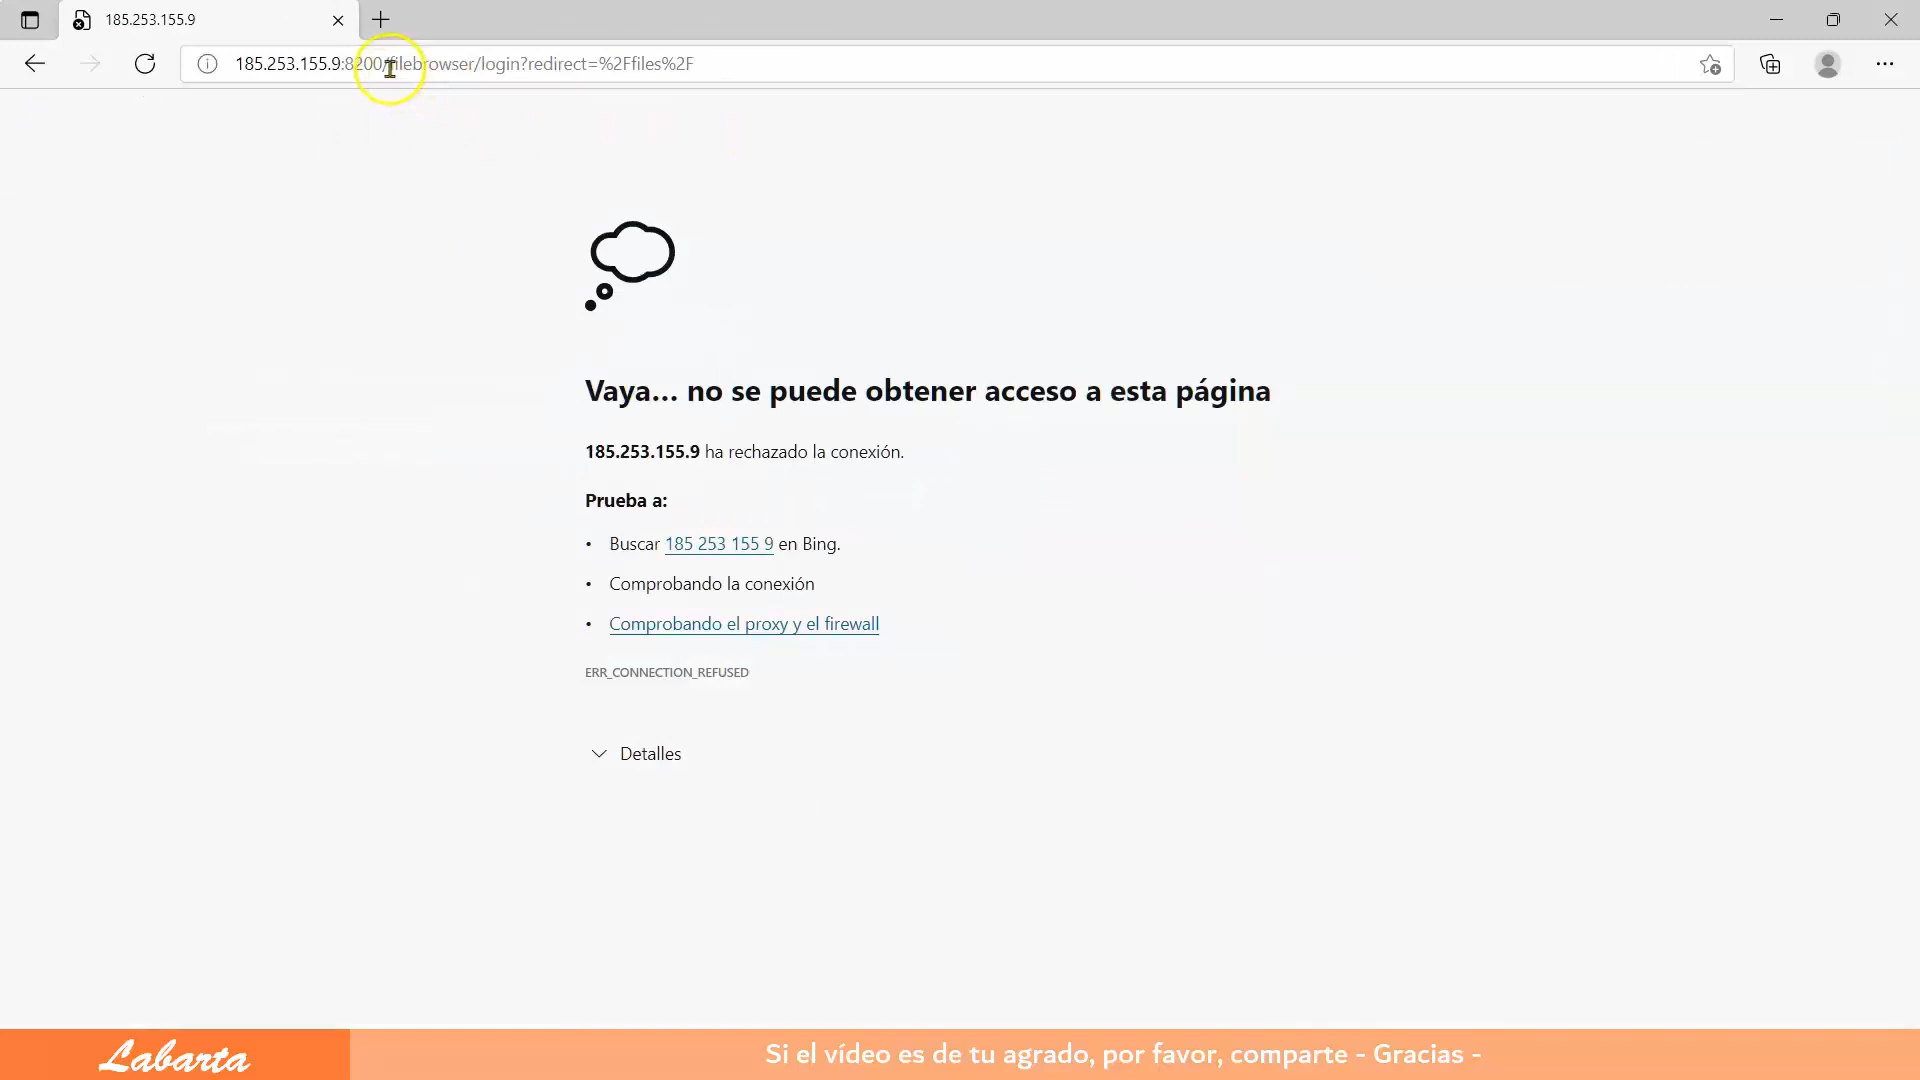 185.253.155.9
185.253.155.9:8200/filebrowser/login?redirect=%2Ffiles%2F
Vaya... no se puede obtener acceso a esta página
185.253.155.9 ha rechazado la conexión.
Prueba a:
• Buscar 185 253 155 9 en Bing.
• Comprobando la conexión
• Comprobando el proxy y el firewall
ERR_CONNECTION_REFUSED
Detalles
Labarta
Si el vídeo es de tu agrado, por favor, comparte - Gracias -